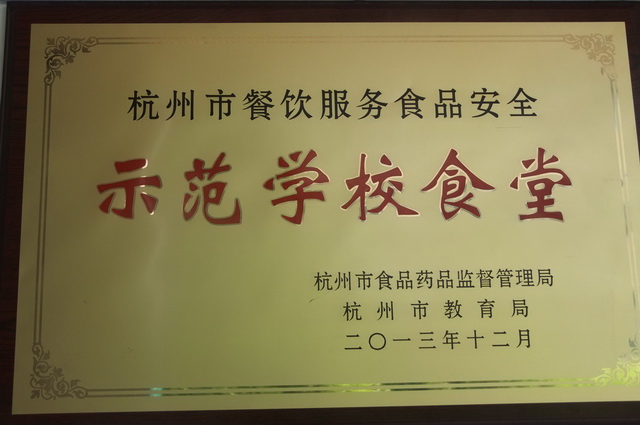 杭州市餐饮服务食品安全
示范学校食堂
杭州市食品药品监督管理局
杭州市教育局
二〇一三年十二月